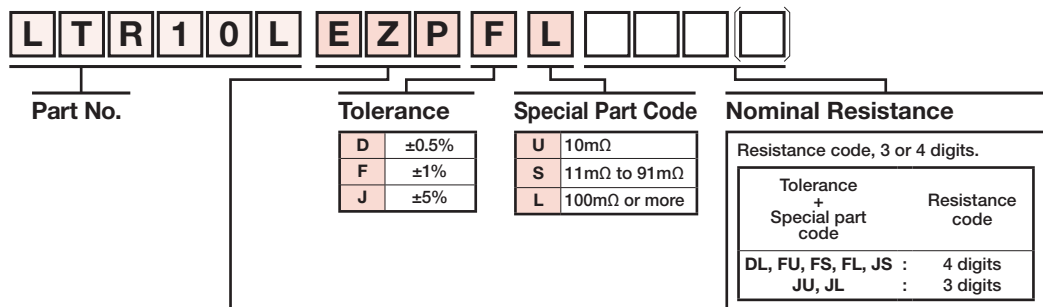 LTR10L EZP F L
Part No.
Tolerance
D ±0.5%
F ±1%
J ±5%
Special Part Code
U 10mΩ
S 11mΩ to 91mΩ
L 100mΩ or more
Nominal Resistance
Resistance code, 3 or 4 digits.
Tolerance
+
Special part
code
Resistance
code
DL, FU, FS, FL, JS : 4 digits
JU, JL : 3 digits